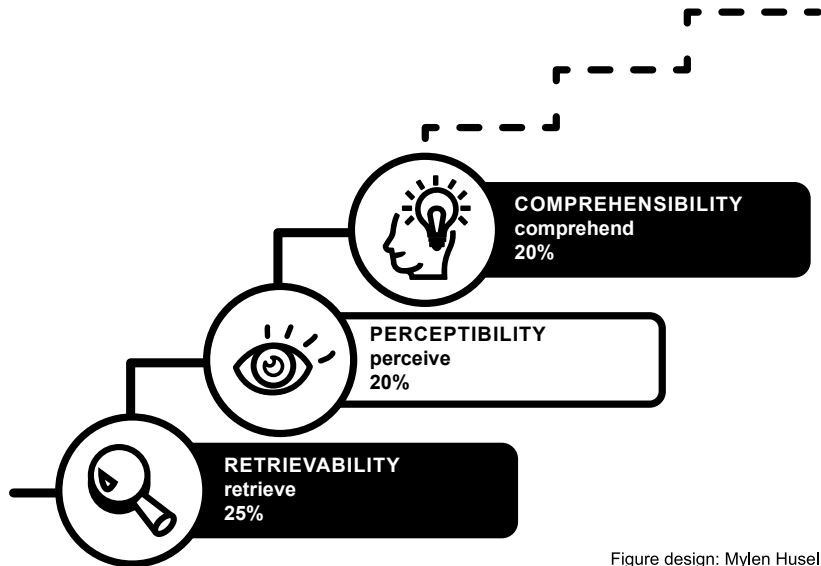 COMPREHENSIBILITY
comprehend
20%
PERCEPTIBILITY
perceive
20%
RETRIEVABILITY
retrieve
25%
Figure design: Mylen Husel